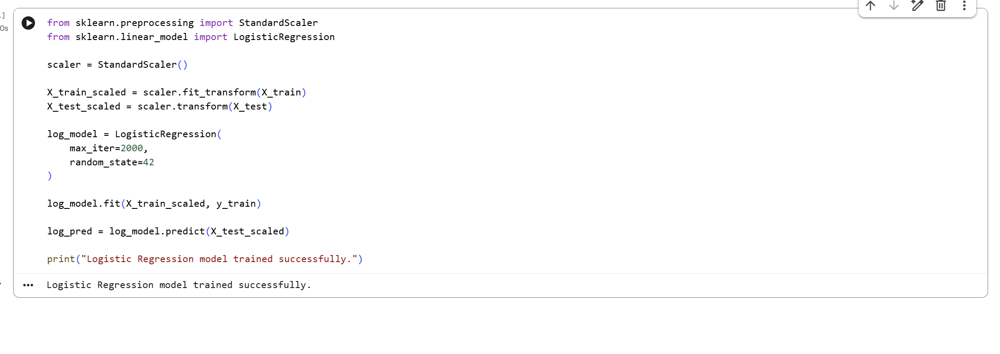 0s
from sklearn.preprocessing import StandardScaler
from sklearn.linear_model import LogisticRegression
scaler = StandardScaler()
X_train_scaled = scaler.fit_transform(X_train)
X_test_scaled = scaler.transform(X_test)
log_model = LogisticRegression(
    max_iter=2000,
    random_state=42
)
log_model.fit(X_train_scaled, y_train)
log_pred = log_model.predict(X_test_scaled)
print("Logistic Regression model trained successfully.")
Logistic Regression model trained successfully.